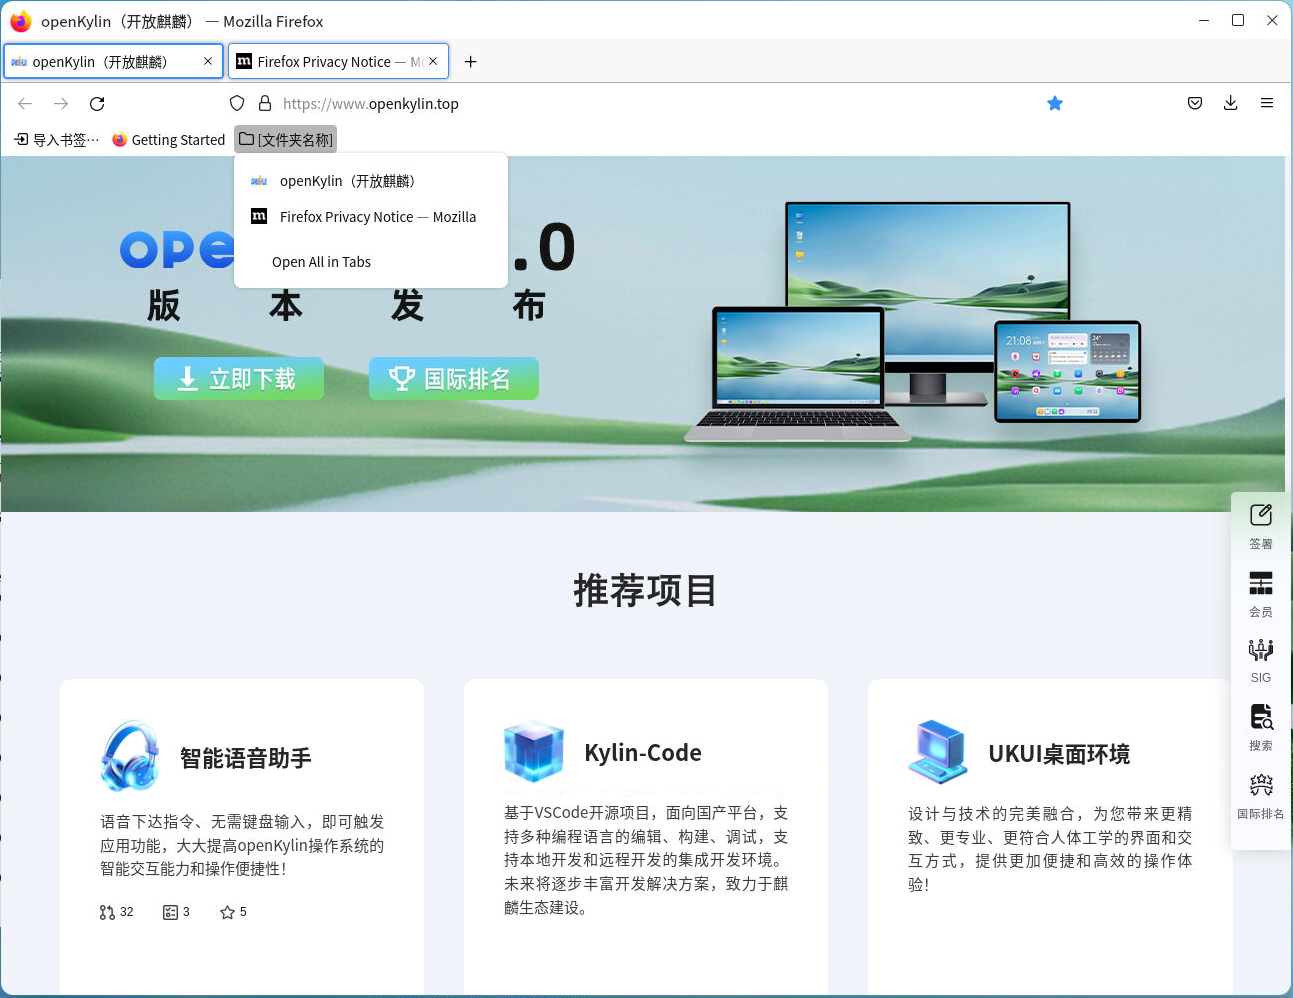 openKylin（开放麒麟） — Mozilla Firefox
openKylin（开放麒麟）
Firefox Privacy Notice — Mo
https://www.openkylin.top
导入书签… Getting Started [文件夹名称]
openKylin（开放麒麟）
Firefox Privacy Notice — Mozilla
Open All in Tabs
ope .0
版 本 发 布
立即下载 国际排名
21:08
24°
推荐项目
签署
会员
SIG
搜索
国际排名
智能语音助手
语音下达指令、无需键盘输入，即可触发
应用功能，大大提高openKylin操作系统的
智能交互能力和操作便捷性！
32 3 5
Kylin-Code
基于VSCode开源项目，面向国产平台，支
持多种编程语言的编辑、构建、调试，支
持本地开发和远程开发的集成开发环境。
未来将逐步丰富开发解决方案，致力于麒
麟生态建设。
UKUI桌面环境
设计与技术的完美融合，为您带来更精
致、更专业、更符合人体工学的界面和交
互方式，提供更加便捷和高效的操作体
验！